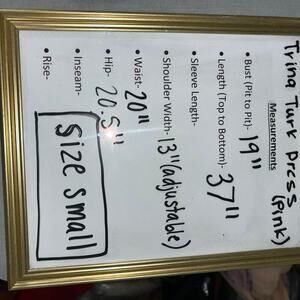 Trina Turk Dress
(pink)
Measurements
• Bust (Pit to Pit)- 19"
• Length (Top to Bottom)- 37"
• Sleeve Length-
• Shoulder Width- 13" (adjustable)
• Waist- 20"
• Hip- 20.5"
• Inseam-
• Rise-
size small